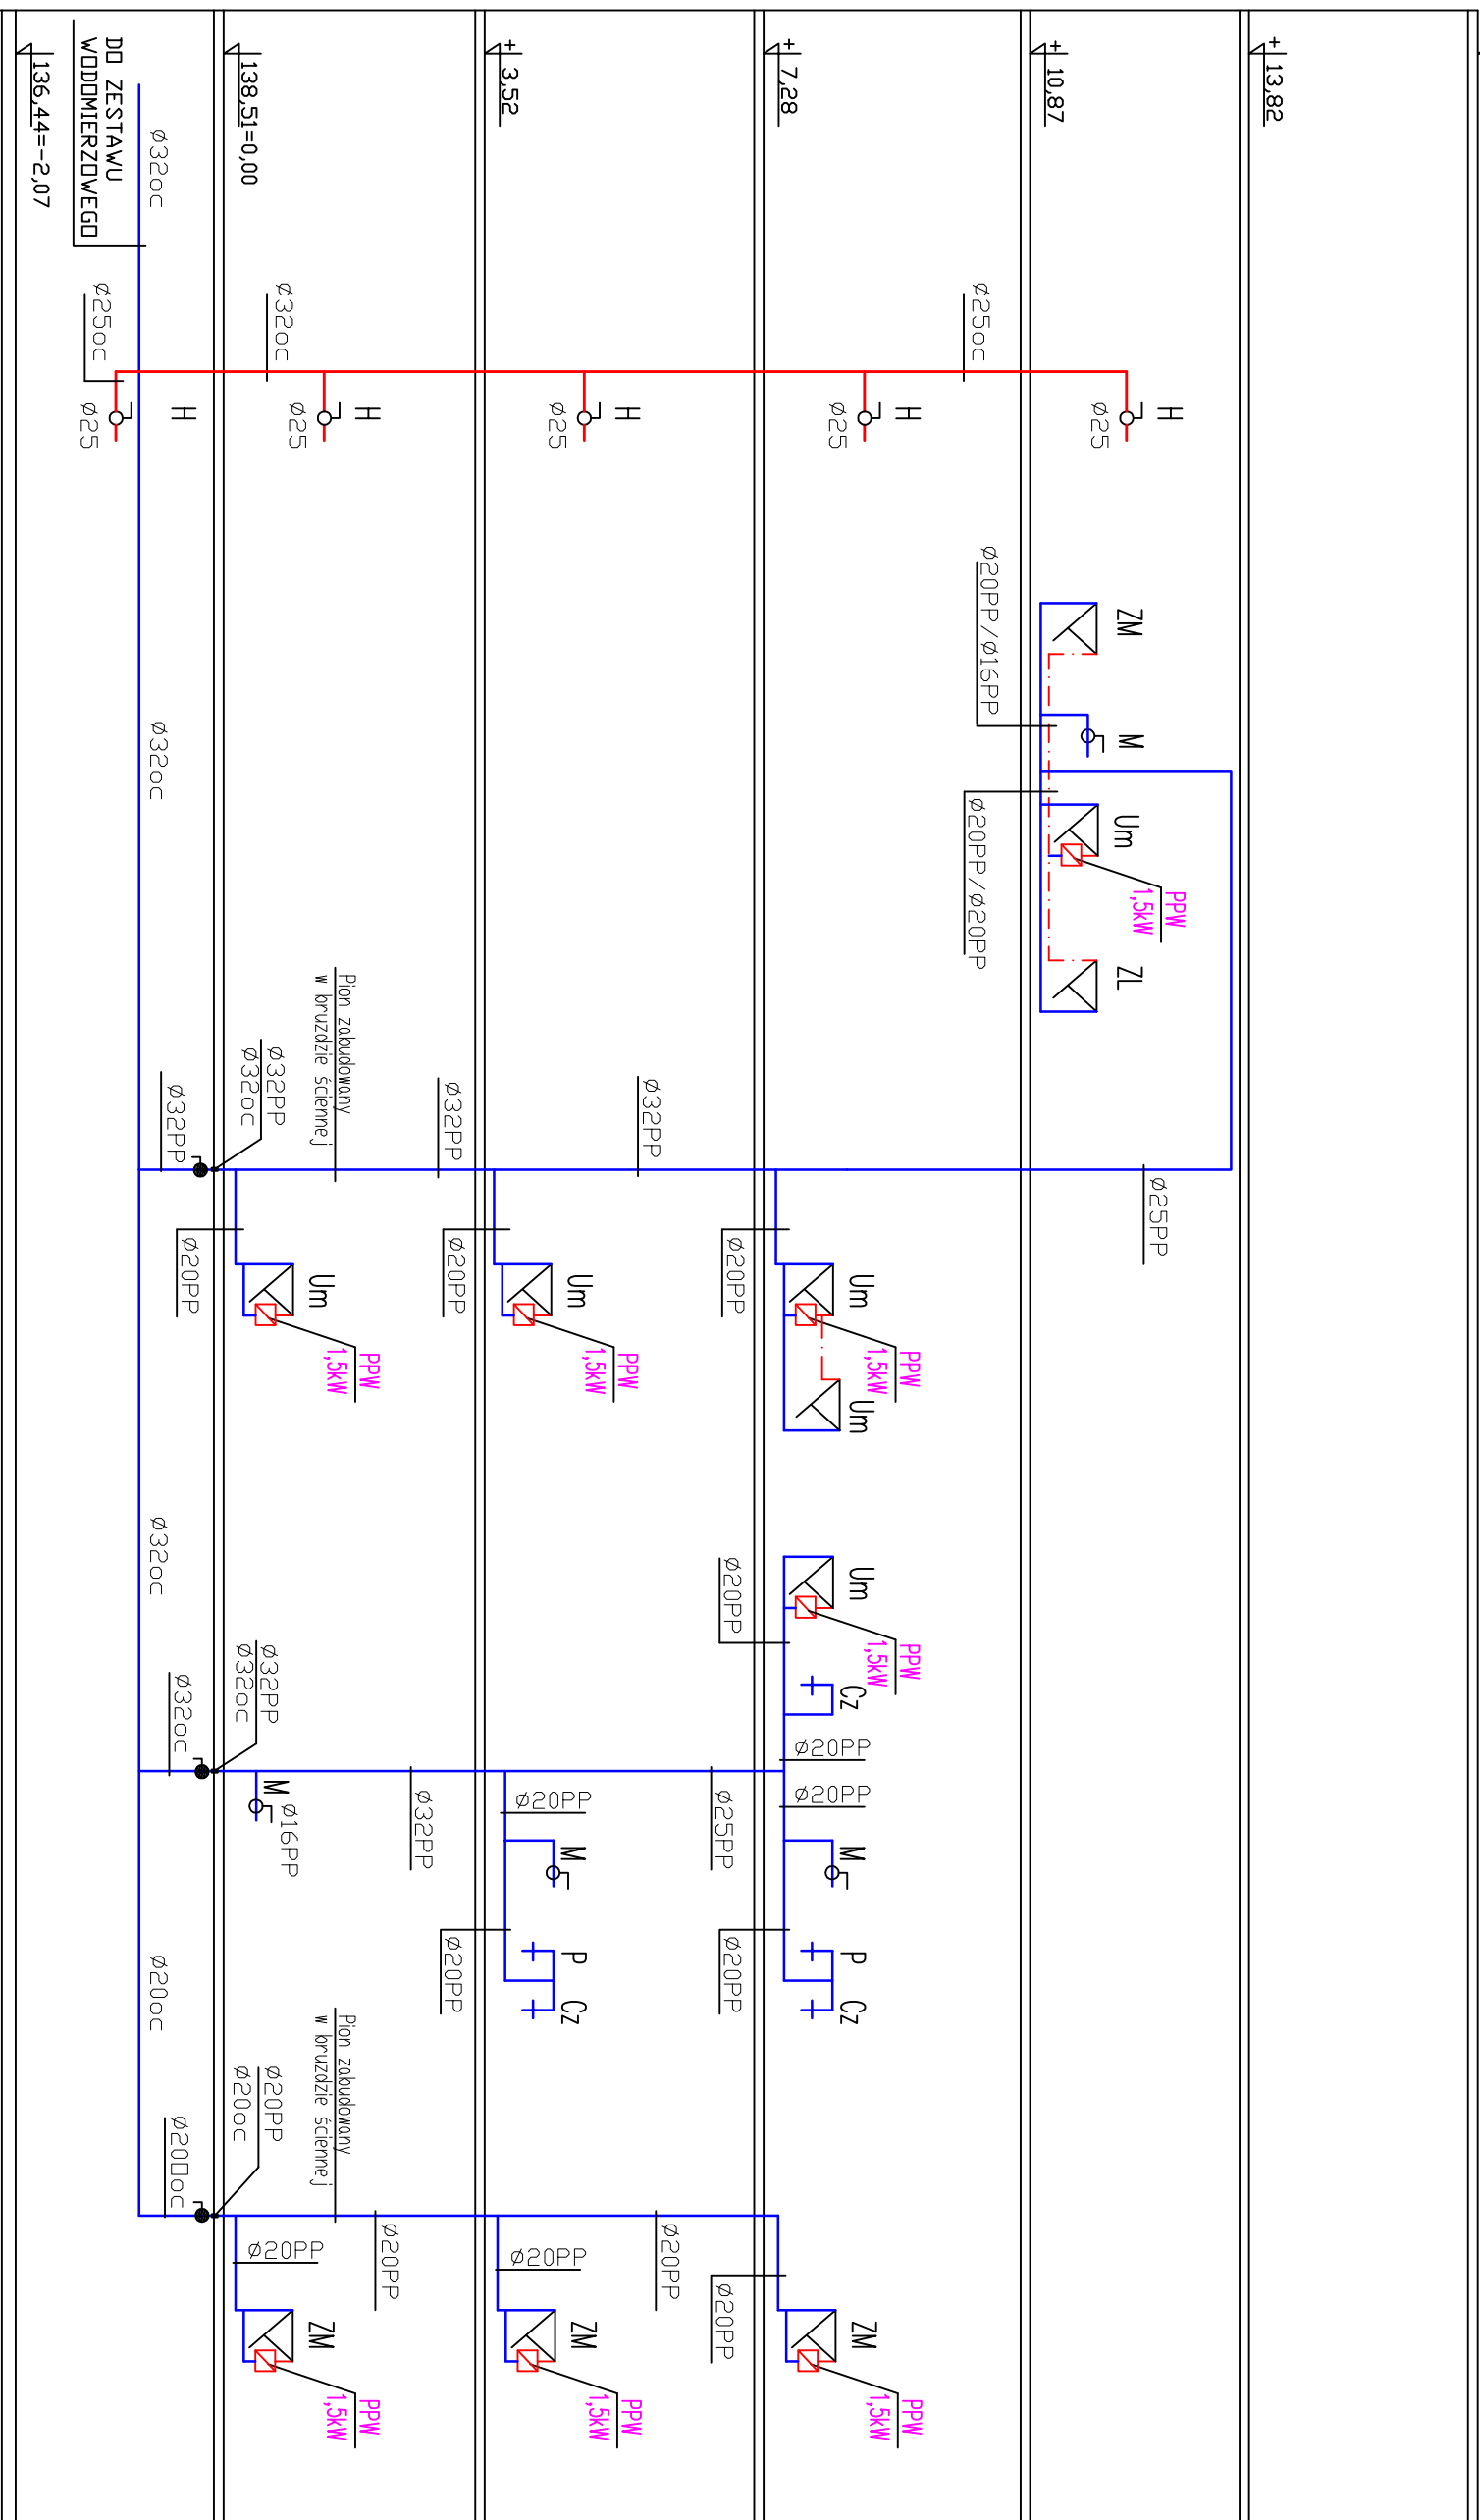 + 13,82
+ 10,87
+ 7,28
+ 3,52
138,51=0,00
136,44=-2,07
DO ZESTAWU
WODOMIERZOWEGO
Ø32oc
Ø25oc
Ø32oc
Ø25oc
H
Ø25
H
Ø25
H
Ø25
H
Ø25
H
Ø25
ZM
M
Um
ZL
PPW
1,5kW
Ø20PP/Ø16PP
Ø20PP/Ø20PP
Ø32oc
Ø25PP
Pion zabudowany
w bruzdzie ściennej
Ø32PP
Ø32PP
Ø32PP
Ø32oc
Ø32PP
Um
PPW
1,5kW
Um
Ø20PP
Um
PPW
1,5kW
Ø20PP
Um
PPW
1,5kW
Ø20PP
Ø32oc
Um
PPW
1,5kW
Ø20PP
Cz
Ø20PP
Ø20PP
M
P
Cz
Ø20PP
Ø25PP
Ø20PP
M
P
Cz
Ø20PP
Ø32PP
Ø32PP
Ø32oc
Ø32oc
M
Ø16PP
Ø20oc
Pion zabudowany
w bruzdzie ściennej
Ø20PP
Ø20oc
Ø20□oc
Ø20PP
Ø20PP
Ø20PP
ZM
PPW
1,5kW
Ø20PP
ZM
PPW
1,5kW
Ø20PP
ZM
PPW
1,5kW